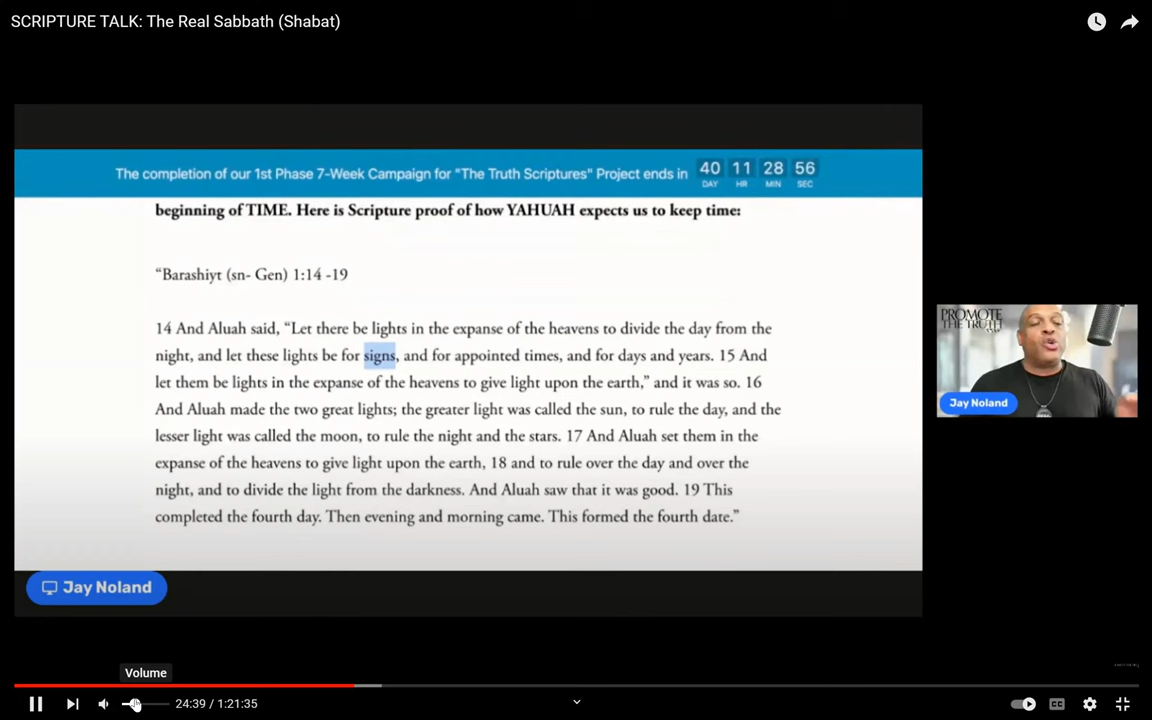 SCRIPTURE TALK: The Real Sabbath (Shabat)
The completion of our 1st Phase 7-Week Campaign for "The Truth Scriptures" Project ends in
40 11 28 56
DAY HR MIN SEC
beginning of TIME. Here is Scripture proof of how YAHUAH expects us to keep time:
“Barashiyt (sn- Gen) 1:14 -19
14 And Aluah said, “Let there be lights in the expanse of the heavens to divide the day from the
night, and let these lights be for signs, and for appointed times, and for days and years. 15 And
let them be lights in the expanse of the heavens to give light upon the earth,” and it was so. 16
And Aluah made the two great lights; the greater light was called the sun, to rule the day, and the
lesser light was called the moon, to rule the night and the stars. 17 And Aluah set them in the
expanse of the heavens to give light upon the earth, 18 and to rule over the day and over the
night, and to divide the light from the darkness. And Aluah saw that it was good. 19 This
completed the fourth day. Then evening and morning came. This formed the fourth date.”
PROMOTE
THE TRUTH
Jay Noland
Jay Noland
Volume
24:39 / 1:21:35
CC